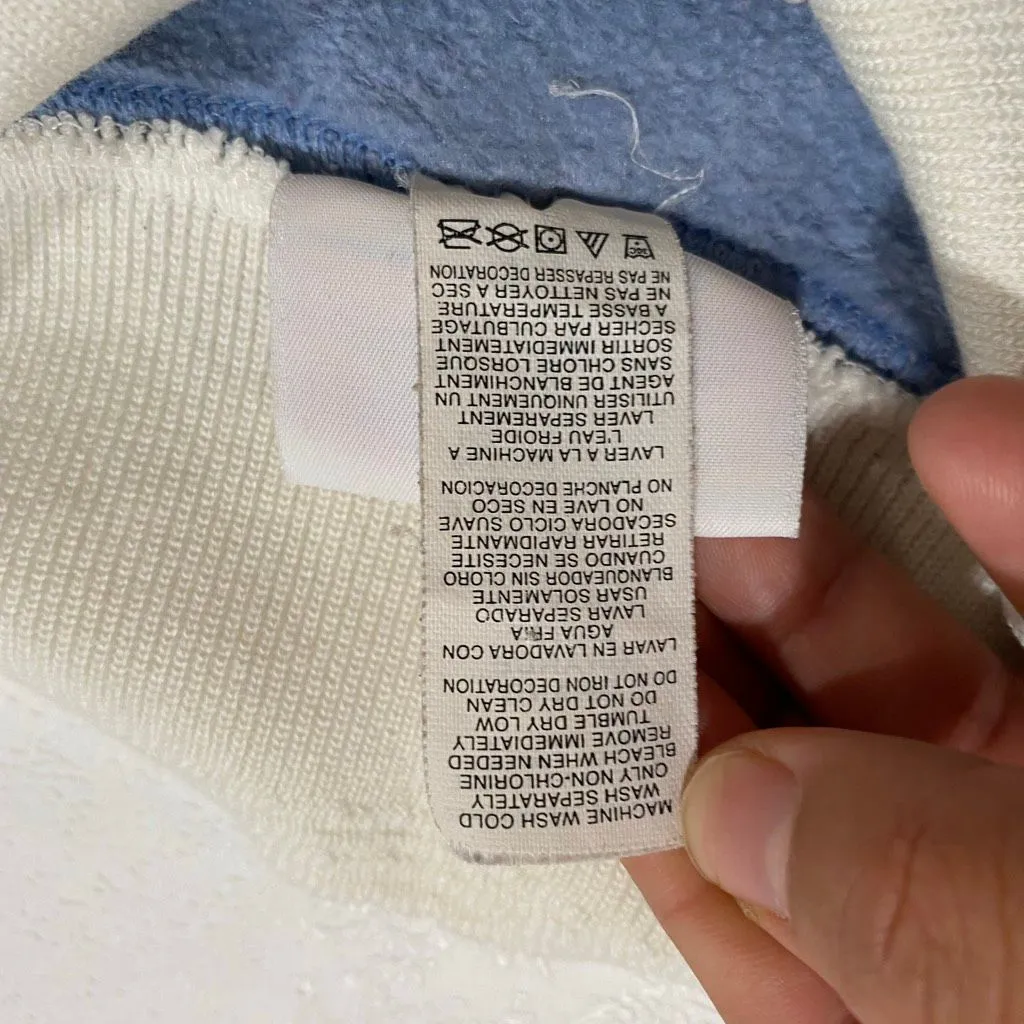 MACHINE WASH COLD
WASH SEPARATELY
ONLY NON-CHLORINE
BLEACH WHEN NEEDED
REMOVE IMMEDIATELY
TUMBLE DRY LOW
DO NOT DRY CLEAN
DO NOT IRON DECORATION
LAVAR EN LAVADORA CON
AGUA FRIA
LAVAR SEPARADO
USAR SOLAMENTE
BLANQUEADOR SIN CLORO
CUANDO SE NECESITE
RETIRAR RAPIDMANTE
SECADORA CICLO SUAVE
NO LAVE EN SECO
NO PLANCHE DECORACION
LAVER A LA MACHINE A
L'EAU FROIDE
LAVER SEPAREMENT
UTILISER UNIQUEMENT UN
AGENT DE BLANCHIMENT
SANS CHLORE LORSQUE
SORTIR IMMEDIATEMENT
SECHER PAR CULBUTAGE
A BASSE TEMPERATURE
NE PAS NETTOYER A SEC
NE PAS REPASSER DECORATION